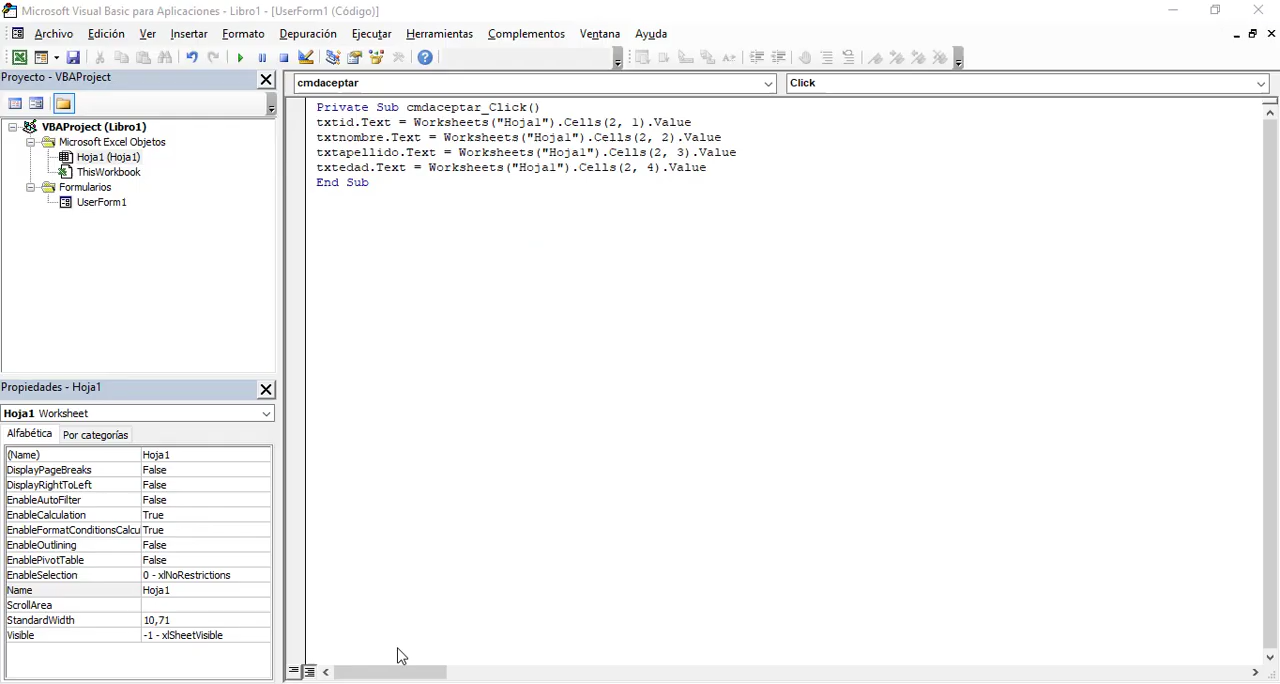 Microsoft Visual Basic para Aplicaciones - Libro1 - [UserForm1 (Código)]
Archivo Edición Ver Insertar Formato Depuración Ejecutar Herramientas Complementos Ventana Ayuda
Proyecto - VBAProject
cmdaceptar
Click
Private Sub cmdaceptar_Click()
txtid.Text = Worksheets("Hoja1").Cells(2, 1).Value
txtnombre.Text = Worksheets("Hoja1").Cells(2, 2).Value
txtapellido.Text = Worksheets("Hoja1").Cells(2, 3).Value
txtedad.Text = Worksheets("Hoja1").Cells(2, 4).Value
End Sub
VBAProject (Libro1)
Microsoft Excel Objetos
Hoja1 (Hoja1)
ThisWorkbook
Formularios
UserForm1
Propiedades - Hoja1
Hoja1 Worksheet
Alfabética Por categorías
(Name) Hoja1
DisplayPageBreaks False
DisplayRightToLeft False
EnableAutoFilter False
EnableCalculation True
EnableFormatConditionsCalcu True
EnableOutlining False
EnablePivotTable False
EnableSelection 0 - xlNoRestrictions
Name Hoja1
ScrollArea
StandardWidth 10,71
Visible -1 - xlSheetVisible